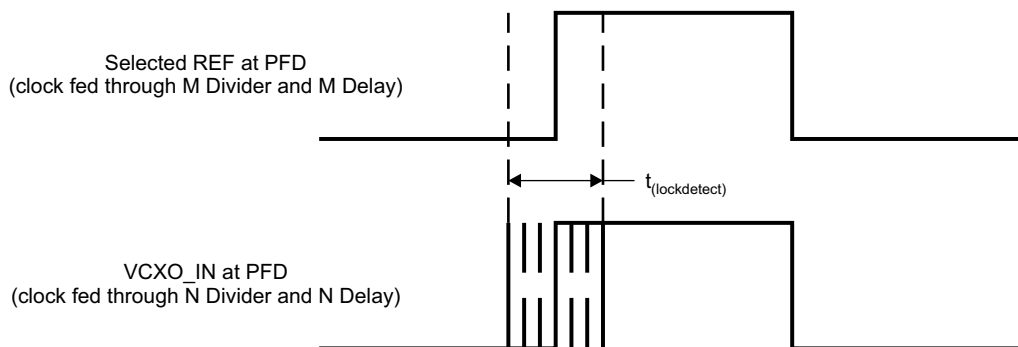 Selected REF at PFD
(clock fed through M Divider and M Delay)
t(lockdetect)
VCXO_IN at PFD
(clock fed through N Divider and N Delay)